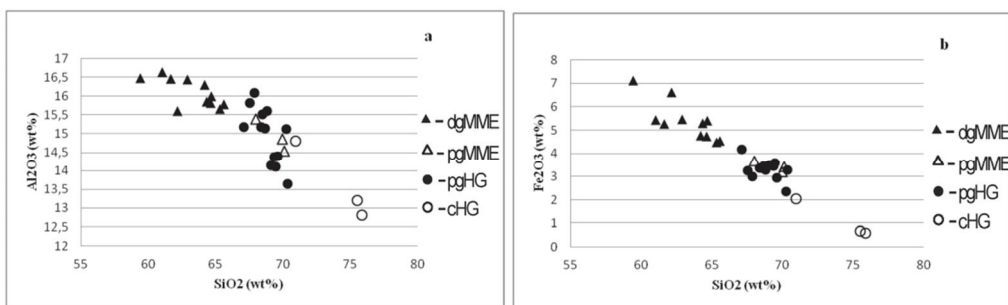 a
17
16,5
16
15,5
15
14,5
14
13,5
13
12,5
12
Al2O3 (wt%)
55 60 65 70 75 80
SiO2 (wt%)
– dgMME
– pgMME
– pgHG
– cHG
b
8
7
6
5
4
3
2
1
0
Fe2O3 (wt%)
55 60 65 70 75 80
SiO2 (wt%)
– dgMME
– pgMME
– pgHG
– cHG